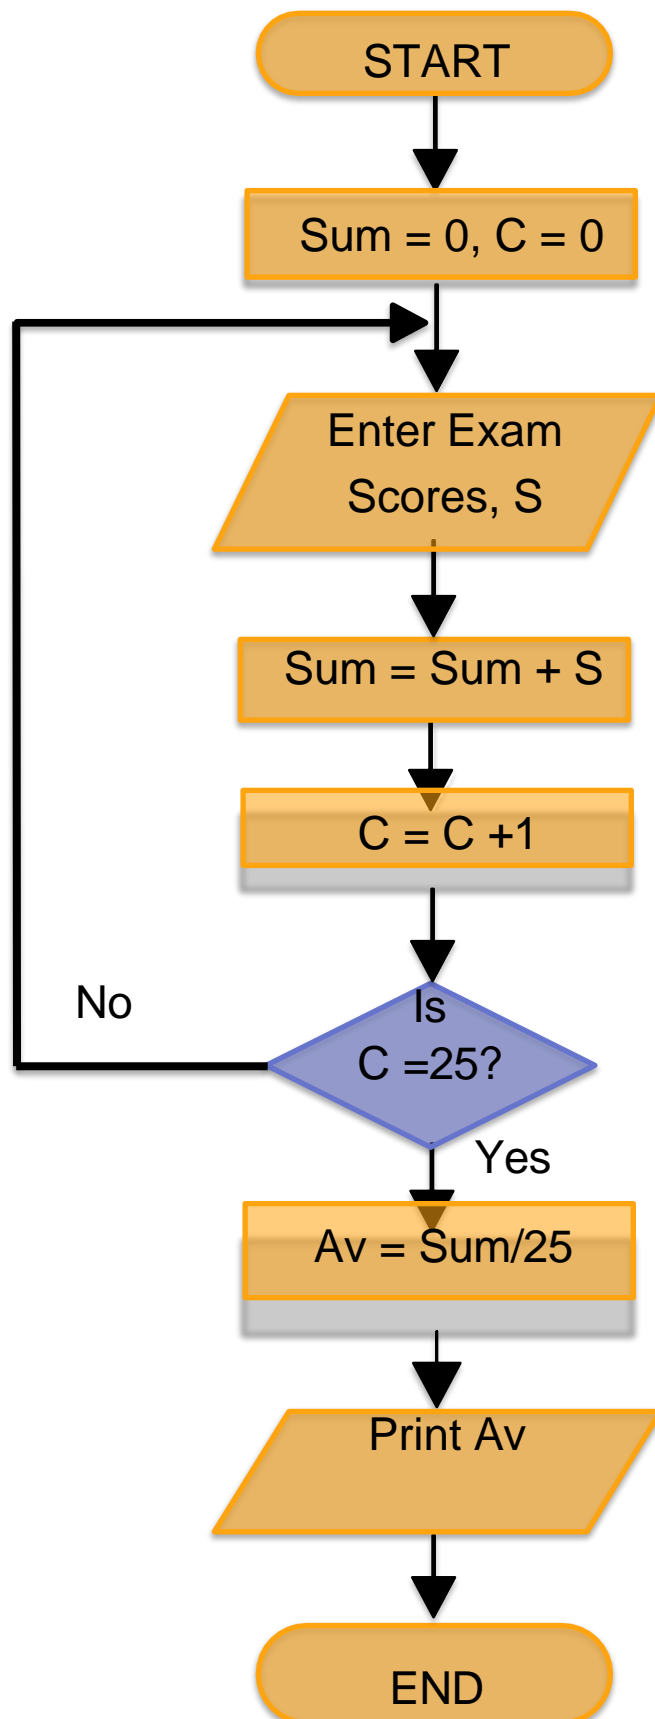 START
Sum = 0, C = 0
Enter Exam
Scores, S
Sum = Sum + S
C = C +1
Is
C =25?
No
Yes
Av = Sum/25
Print Av
END